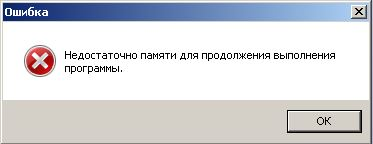 Ошибка
Недостаточно памяти для продолжения выполнения
программы.
OK